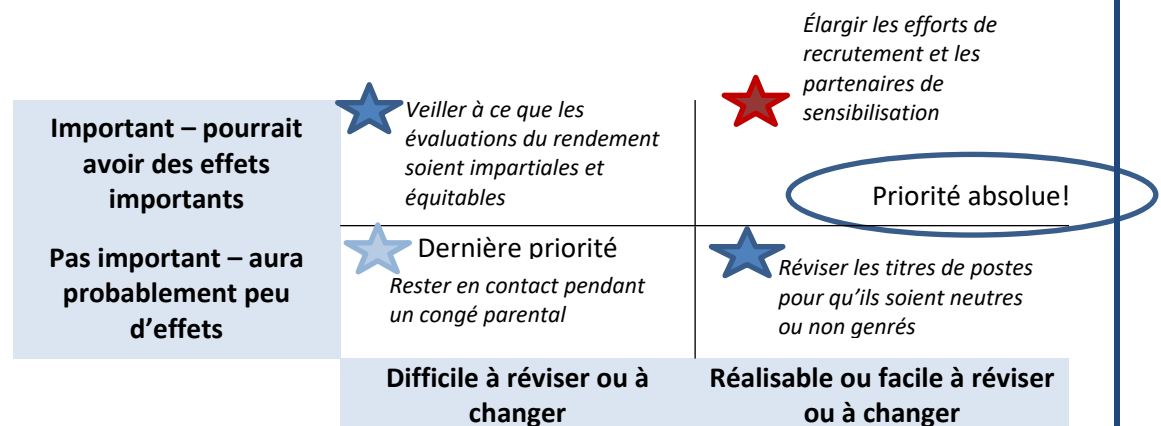 Élargir les efforts de
recrutement et les
partenaires de
sensibilisation
Important – pourrait
avoir des effets
importants
Veiller à ce que les
évaluations du rendement
soient impartiales et
équitables
Priorité absolue!
Pas important – aura
probablement peu
d’effets
Dernière priorité
Rester en contact pendant
un congé parental
Réviser les titres de postes
pour qu’ils soient neutres
ou non genrés
Difficile à réviser ou à
changer
Réalisable ou facile à réviser
ou à changer